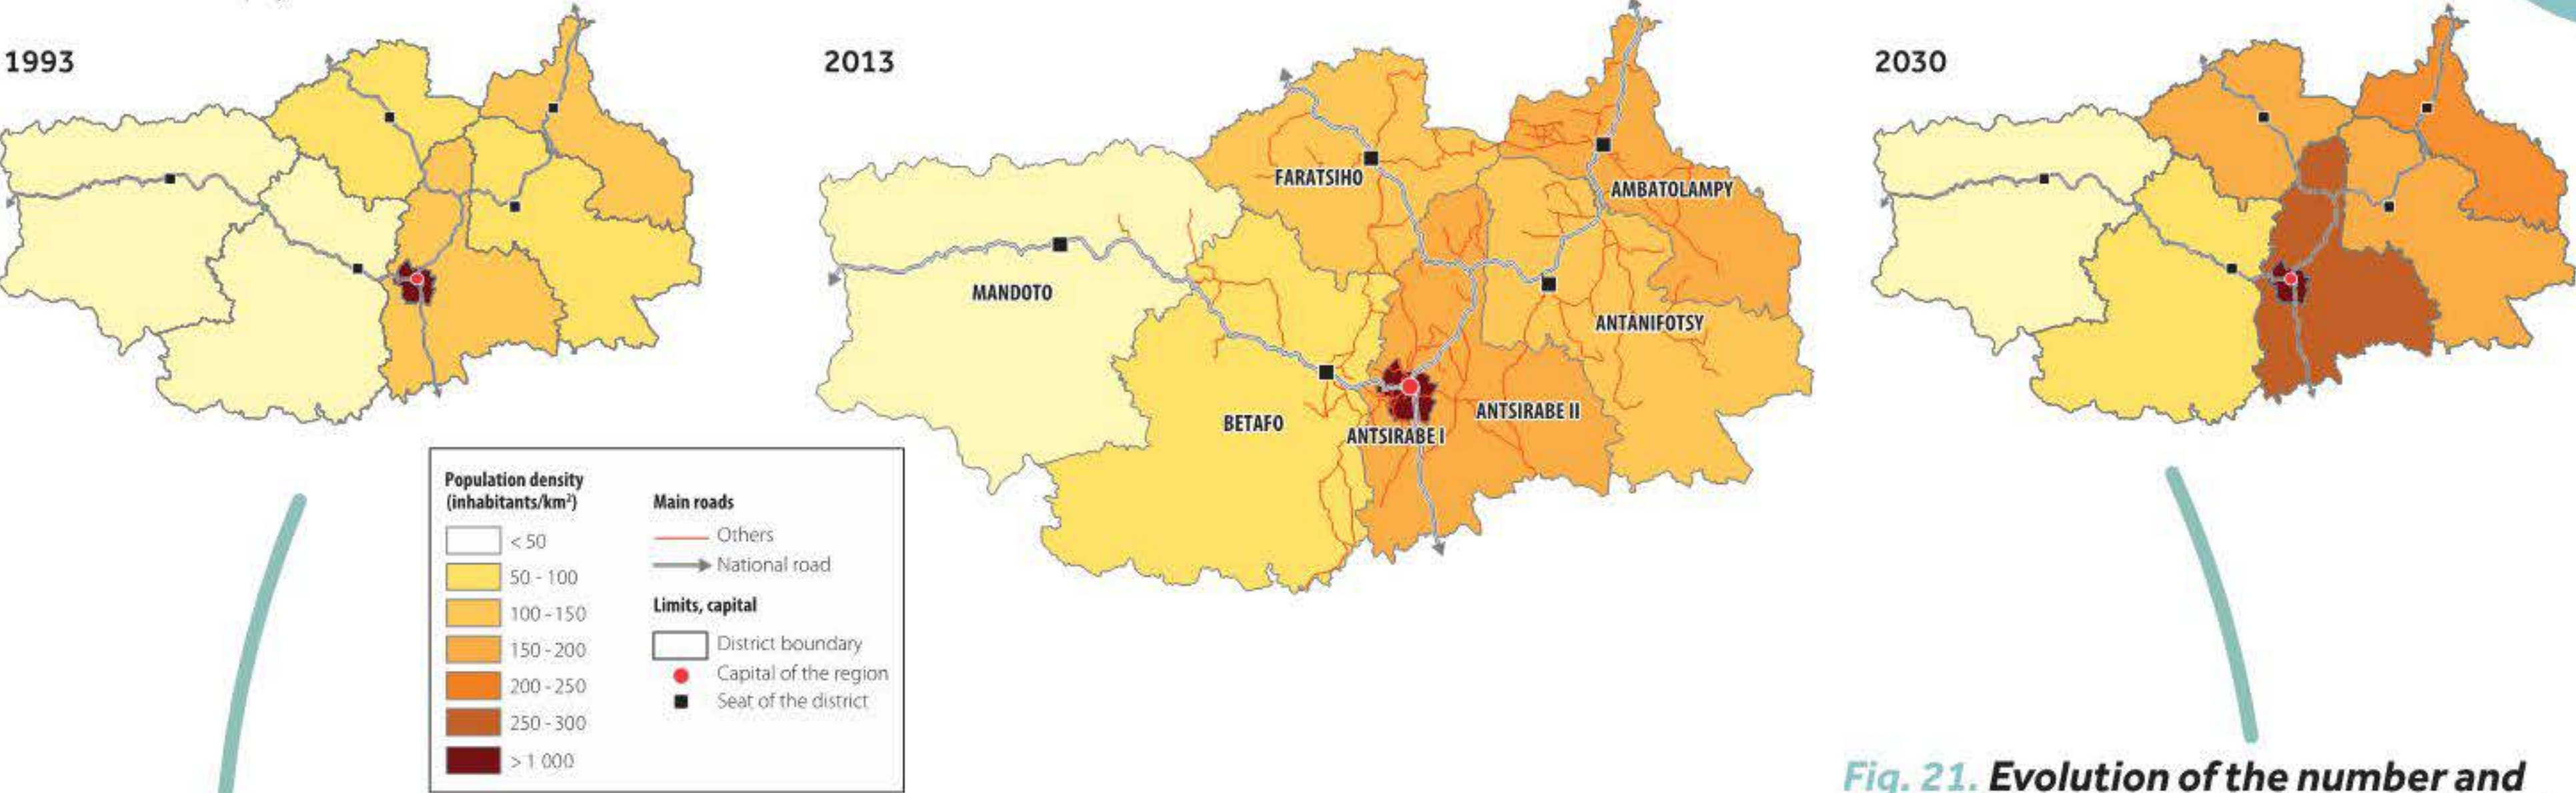 1993
2013
2030
FARATSIHO
AMBATOLAMPY
MANDOTO
ANTANIFOTSY
BETAFO
ANTSIRABE II
ANTSIRABE I
Population density
(inhabitants/km²)
< 50
50 - 100
100 - 150
150 - 200
200 - 250
250 - 300
> 1 000
Main roads
Others
National road
Limits, capital
District boundary
Capital of the region
Seat of the district
Fig. 21. Evolution of the number and